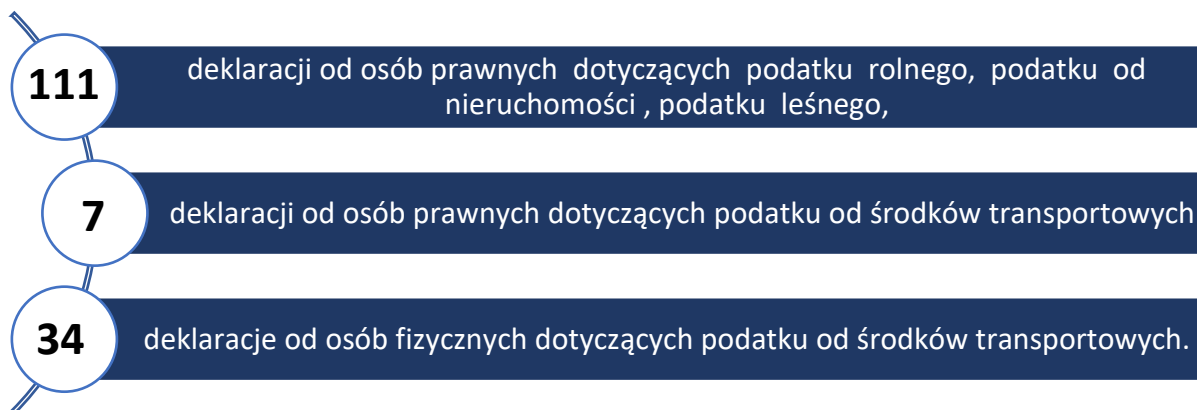 111
deklaracji od osób prawnych dotyczących podatku rolnego, podatku od
nieruchomości , podatku leśnego,
7
deklaracji od osób prawnych dotyczących podatku od środków transportowych
34
deklaracje od osób fizycznych dotyczących podatku od środków transportowych.